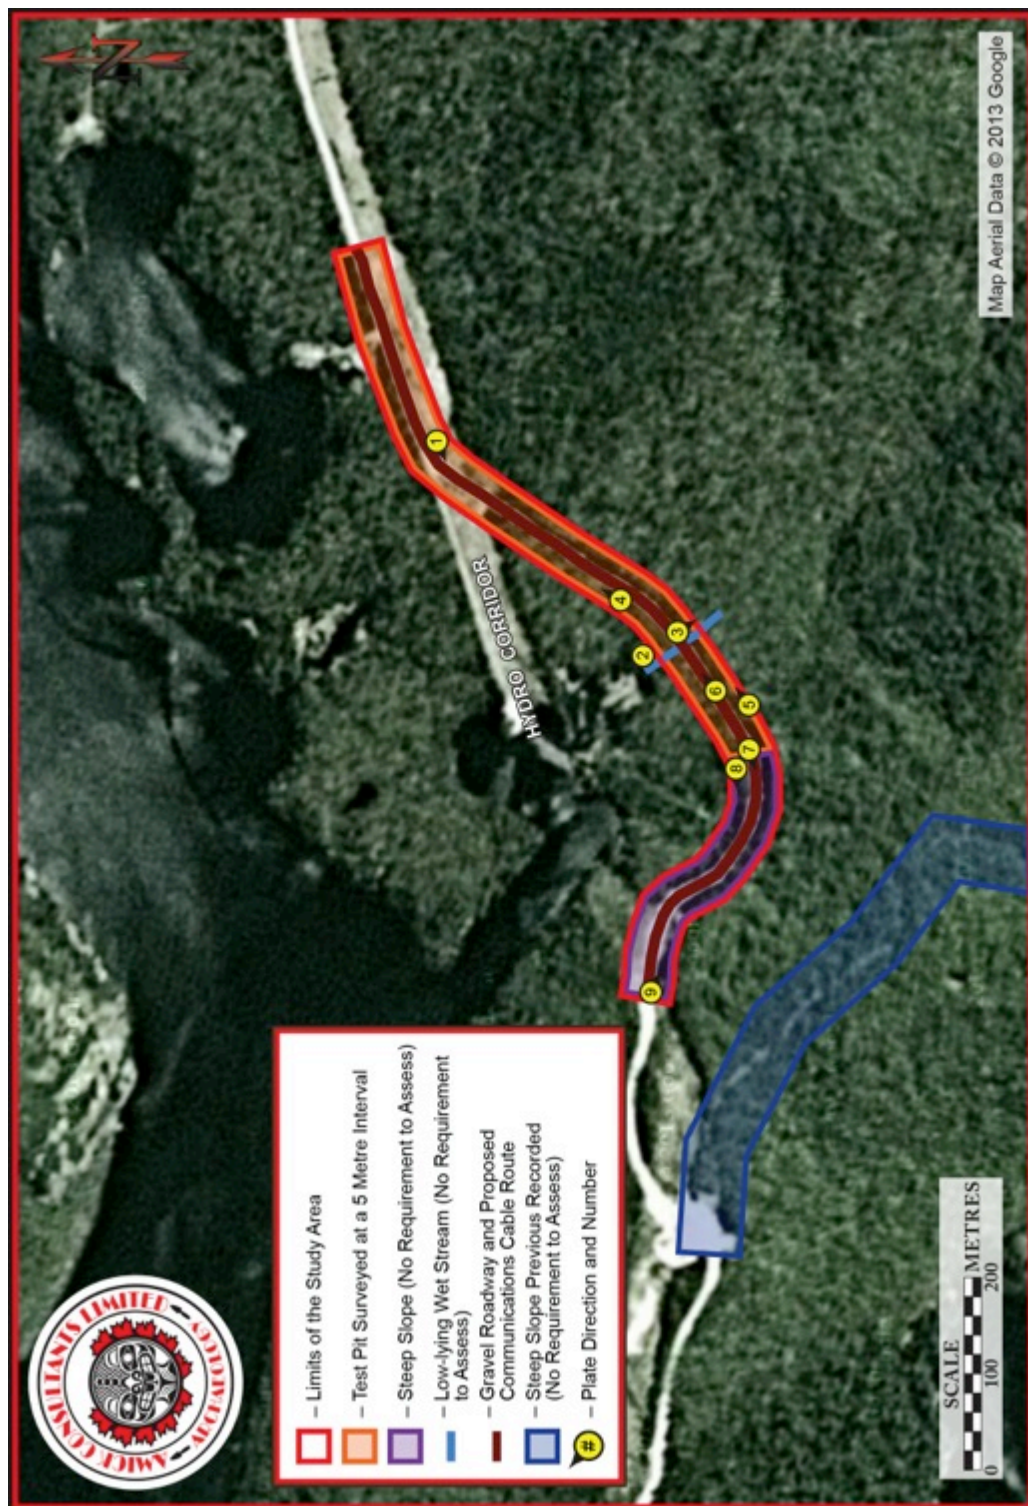 AMICK CONSULTANTS LIMITED
ARCHAEOLOGY
N
– Limits of the Study Area
– Test Pit Surveyed at a 5 Metre Interval
– Steep Slope (No Requirement to Assess)
– Low-lying Wet Stream (No Requirement
to Assess)
– Gravel Roadway and Proposed
Communications Cable Route
– Steep Slope Previous Recorded
(No Requirement to Assess)
# – Plate Direction and Number
HYDRO CORRIDOR
1
2
3
4
5
6
7
8
9
SCALE
METRES
0 100 200
Map Aerial Data © 2013 Google